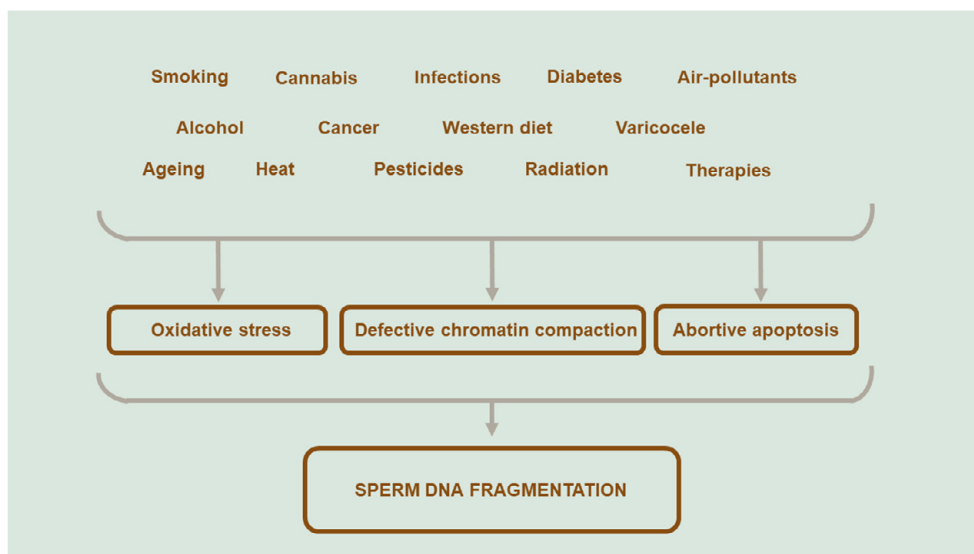 Smoking Cannabis Infections Diabetes Air-pollutants
Alcohol Cancer Western diet Varicocele
Ageing Heat Pesticides Radiation Therapies
Oxidative stress Defective chromatin compaction Abortive apoptosis
SPERM DNA FRAGMENTATION